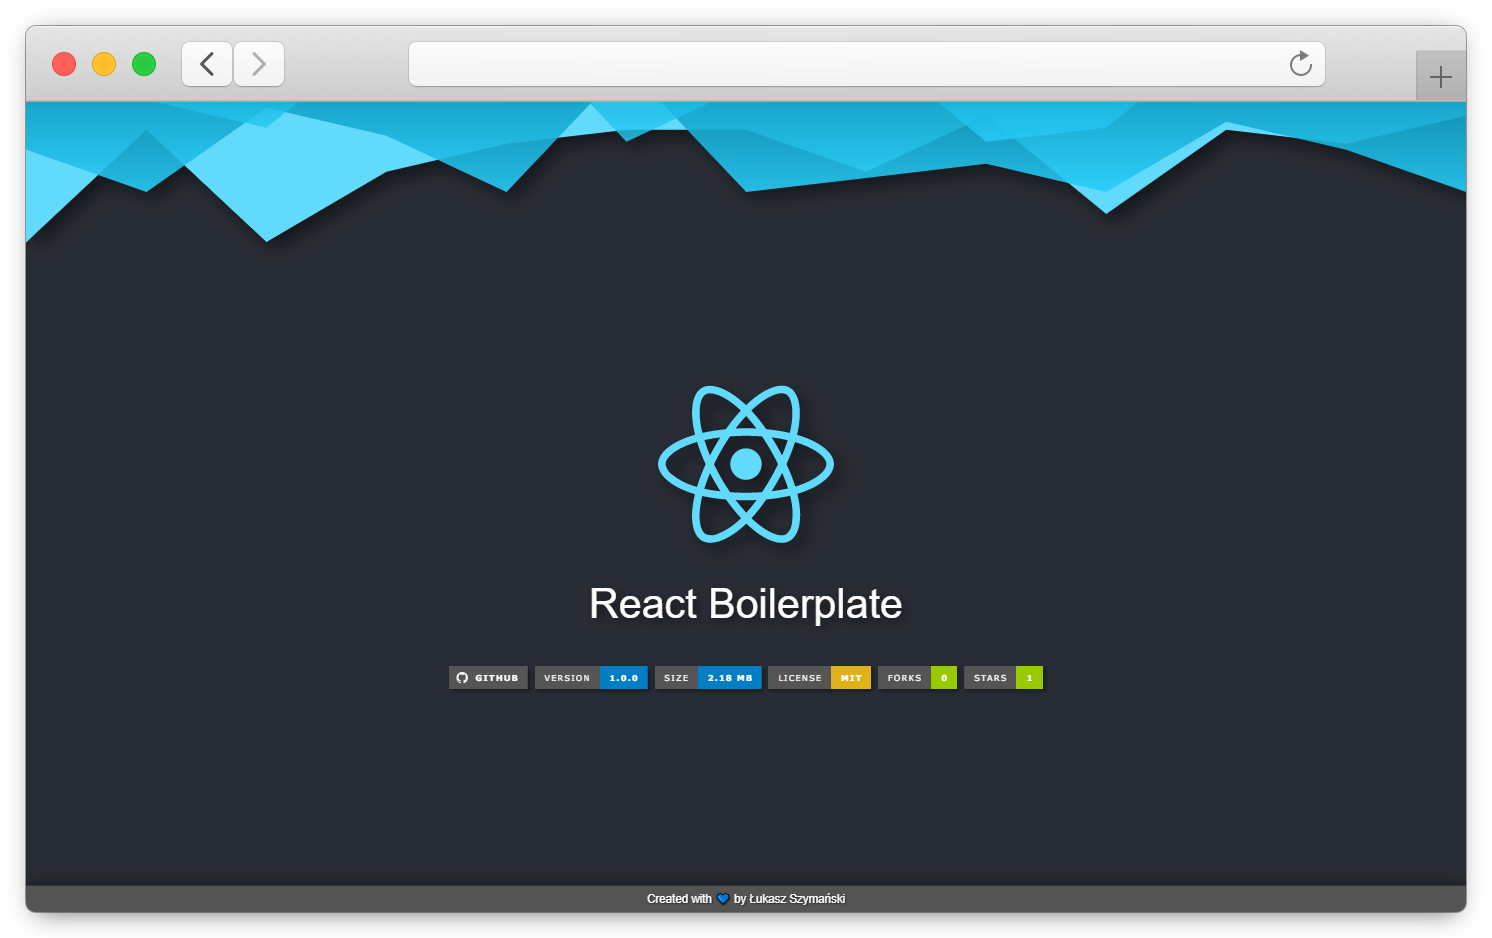 React Boilerplate
GITHUB VERSION 1.0.0 SIZE 2.18 MB LICENSE MIT FORKS 0 STARS 1
Created with 💙 by Łukasz Szymański